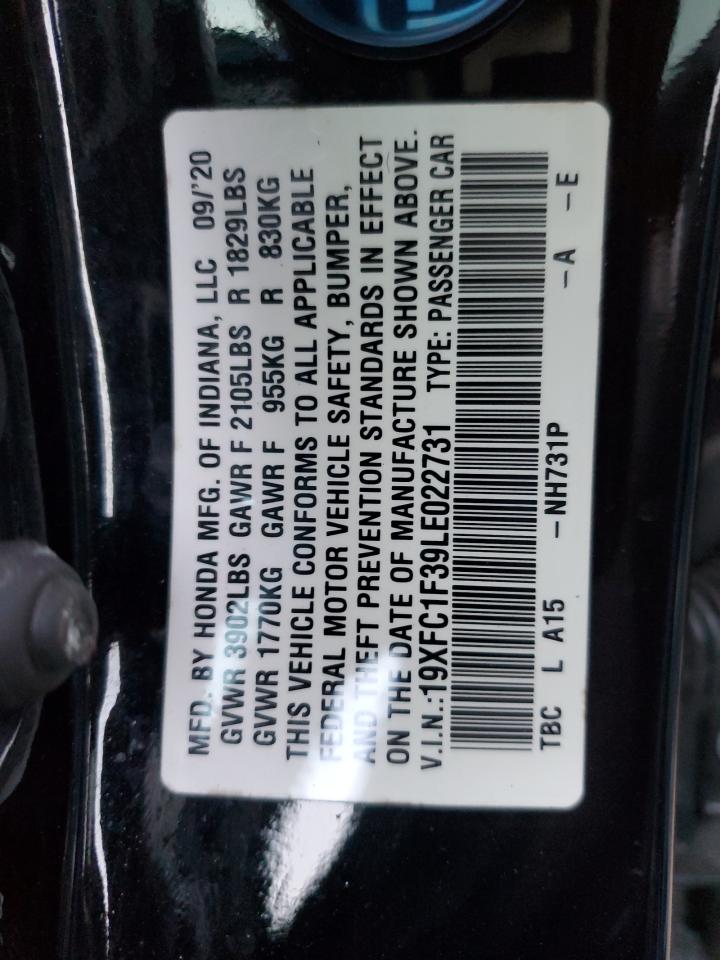 MFD. BY HONDA MFG. OF INDIANA, LLC 09/'20
GVWR 3902LBS GAWR F 2105LBS R 1829LBS
GVWR 1770KG GAWR F 955KG R 830KG
THIS VEHICLE CONFORMS TO ALL APPLICABLE
FEDERAL MOTOR VEHICLE SAFETY, BUMPER,
AND THEFT PREVENTION STANDARDS IN EFFECT
ON THE DATE OF MANUFACTURE SHOWN ABOVE.
V.I.N.:19XFC1F39LE022731 TYPE: PASSENGER CAR
TBC L A15 -NH731P -A -E